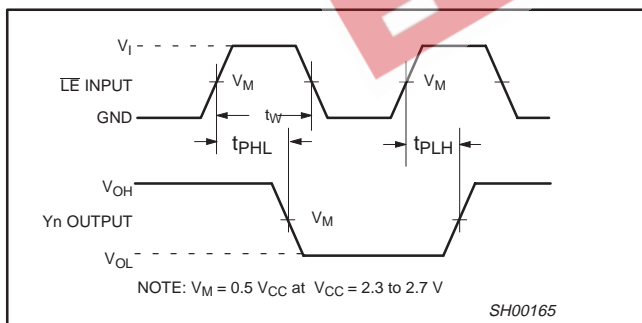 V_I
L̅E̅ INPUT V_M V_M
GND t_W
t_PHL t_PLH
V_OH
Yn OUTPUT V_M
V_OL
NOTE: V_M = 0.5 V_CC at V_CC = 2.3 to 2.7 V
SH00165